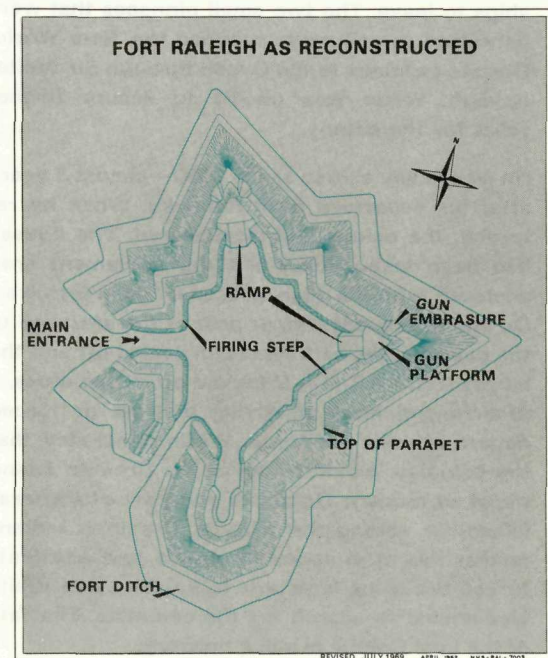 FORT RALEIGH AS RECONSTRUCTED
N
RAMP
GUN
EMBRASURE
MAIN
ENTRANCE
FIRING STEP
GUN
PLATFORM
TOP OF PARAPET
FORT DITCH
REVISED JULY 1969